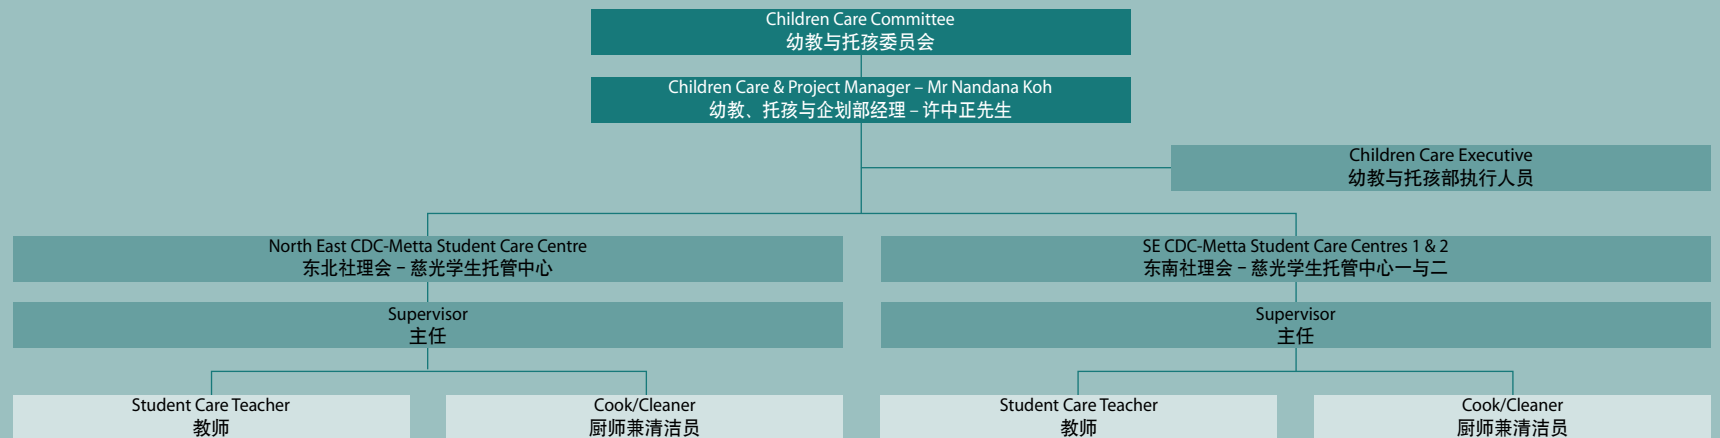 Children Care Committee
幼教与托孩委员会
Children Care & Project Manager – Mr Nandana Koh
幼教、托孩与企划部经理 – 许中正先生
Children Care Executive
幼教与托孩部执行人员
North East CDC-Metta Student Care Centre
东北社理会 – 慈光学生托管中心
SE CDC-Metta Student Care Centres 1 & 2
东南社理会 – 慈光学生托管中心一与二
Supervisor
主任
Supervisor
主任
Student Care Teacher
教师
Cook/Cleaner
厨师兼清洁员
Student Care Teacher
教师
Cook/Cleaner
厨师兼清洁员